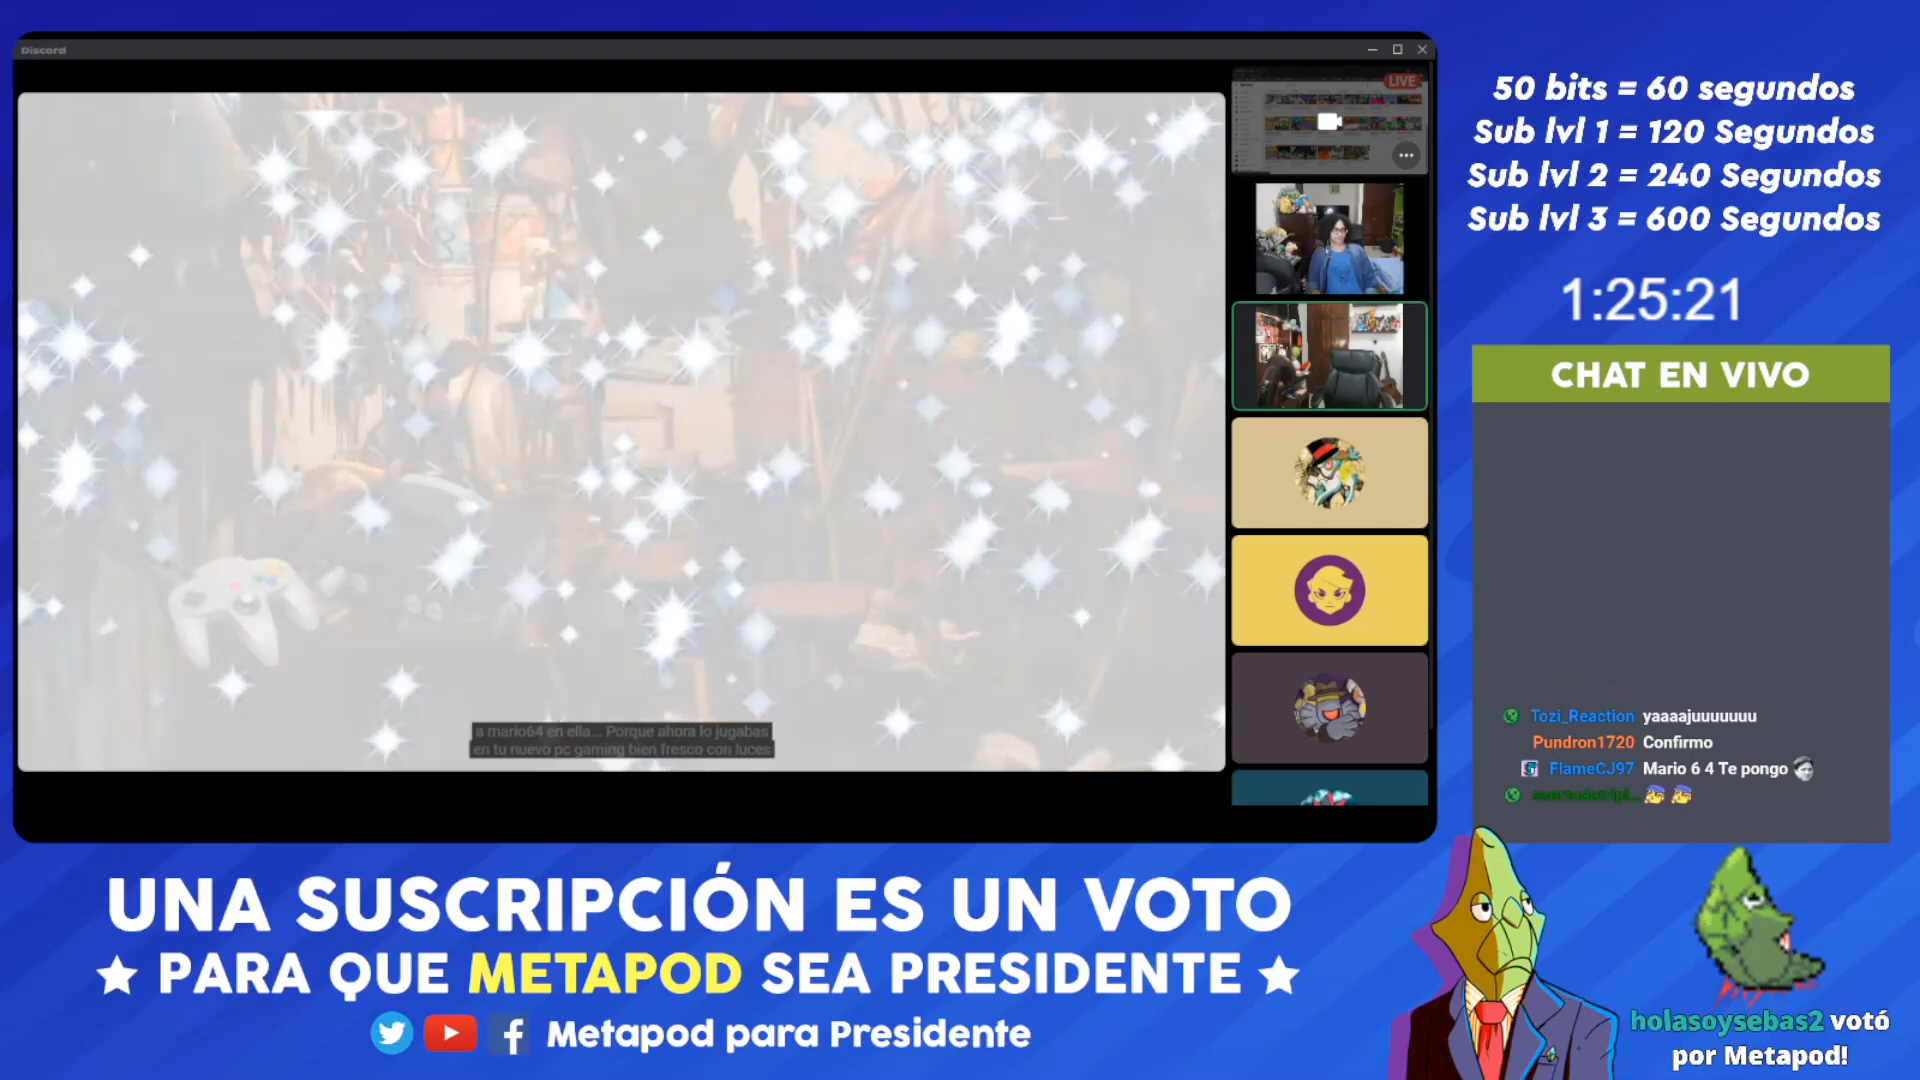 Discord
LIVE
a mario64 en ella... Porque ahora lo jugabas
en tu nuevo pc gaming bien fresco con luces
50 bits = 60 segundos
Sub lvl 1 = 120 Segundos
Sub lvl 2 = 240 Segundos
Sub lvl 3 = 600 Segundos
1:25:21
CHAT EN VIVO
Tozi_Reaction yaaaajuuuuuuu
Pundron1720 Confirmo
FlameCJ97 Mario 6 4 Te pongo
UNA SUSCRIPCIÓN ES UN VOTO
PARA QUE METAPOD SEA PRESIDENTE
Metapod para Presidente
holasoysebas2 votó
por Metapod!